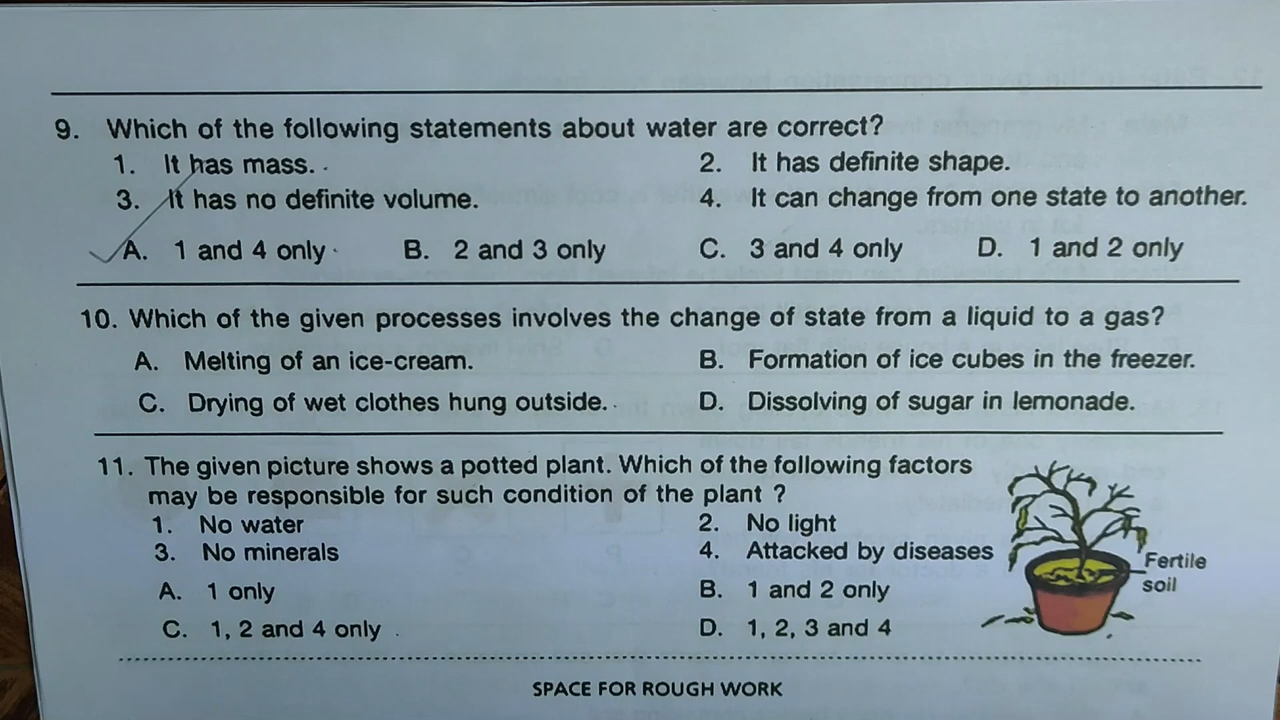 9. Which of the following statements about water are correct?
1. It has mass. 2. It has definite shape.
3. It has no definite volume. 4. It can change from one state to another.
A. 1 and 4 only B. 2 and 3 only C. 3 and 4 only D. 1 and 2 only
10. Which of the given processes involves the change of state from a liquid to a gas?
A. Melting of an ice-cream. B. Formation of ice cubes in the freezer.
C. Drying of wet clothes hung outside. D. Dissolving of sugar in lemonade.
11. The given picture shows a potted plant. Which of the following factors
may be responsible for such condition of the plant ?
1. No water 2. No light
3. No minerals 4. Attacked by diseases
A. 1 only B. 1 and 2 only
C. 1, 2 and 4 only D. 1, 2, 3 and 4
Fertile
soil
SPACE FOR ROUGH WORK